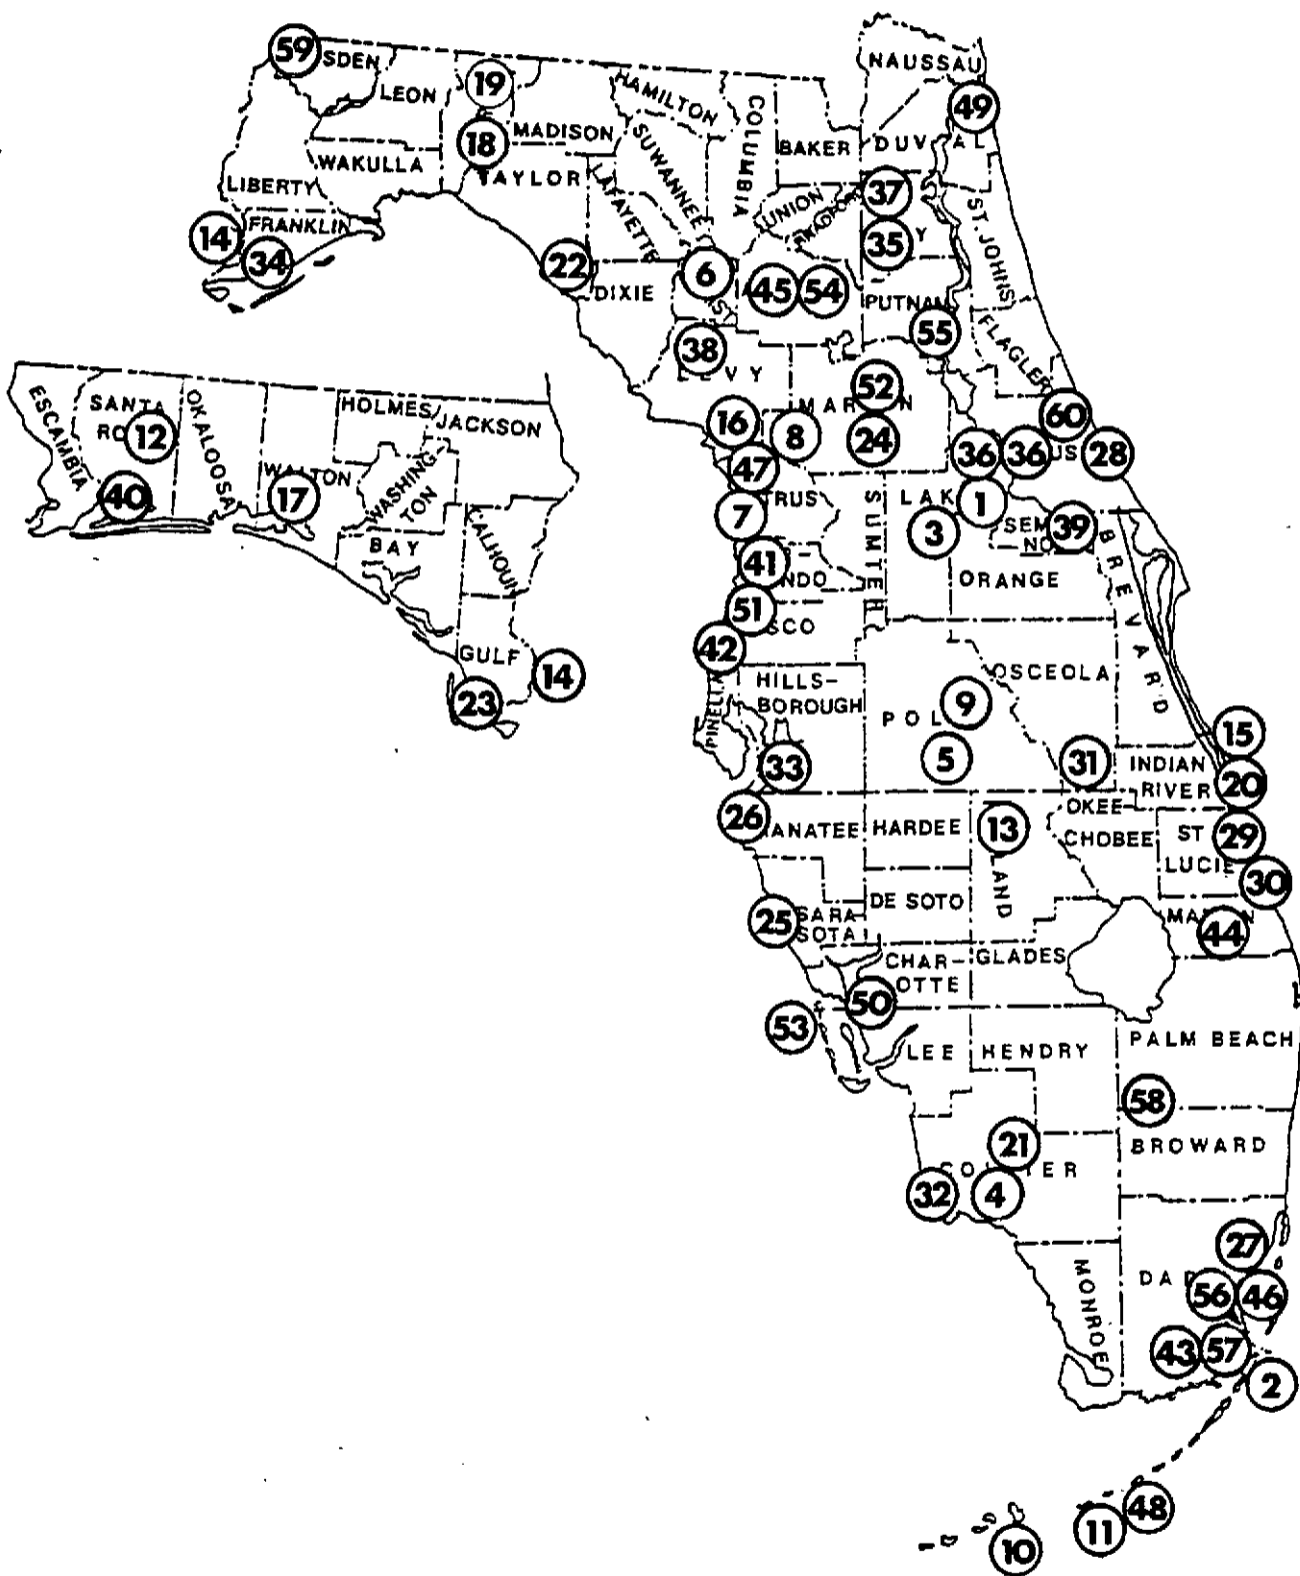 59
SDEN
LEON
19
18
MADISON
HAMILTON
SUWANNEE
COLUMBIA
BAKER
NAUSSAU
49
DUV AL
WAKULLA
LIBERTY
TAYLOR
LAFAYETTE
UNION
37
35
Y
ST. JOHNS
14
FRANKLIN
34
22
DIXIE
6
45
54
PUTNAM
55
FLAGLER
38
LEVY
52
MAR N
24
8
16
47
60
36
36
US
28
ESCAMBIA
SANTA
RO
12
40
OKALOOSA
WALTON
17
HOLMES
JACKSON
WASHING-
TON
BAY
CALHOUN
GULF
23
14
7
TRUS
SUMTER
LAK
1
3
SEM
NO
39
BREVARD
41
NDO
ORANGE
51
SCO
42
PINELLA
HILLS-
BOROUGH
33
POL
9
5
OSCEOLA
31
15
INDIAN
RIVER
20
26
ANATEE
HARDEE
13
LAND
OKEE-
CHOBEE
ST
LUCIE
29
30
25
SARA-
SOTA
DE SOTO
MA N
44
CHAR-
OTTE
GLADES
50
53
LEE
HENDRY
PALM BEACH
58
BROWARD
21
CO ER
32
4
MONROE
27
DAD
56
46
43
57
2
48
11
10